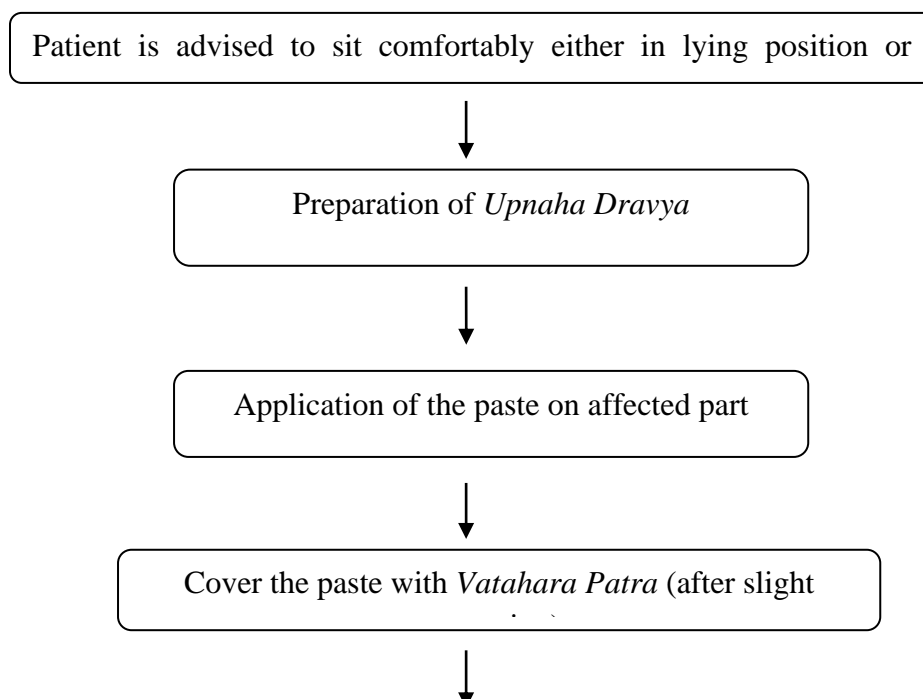 Patient is advised to sit comfortably either in lying position or
Preparation of Upnaha Dravya
Application of the paste on affected part
Cover the paste with Vatahara Patra (after slight